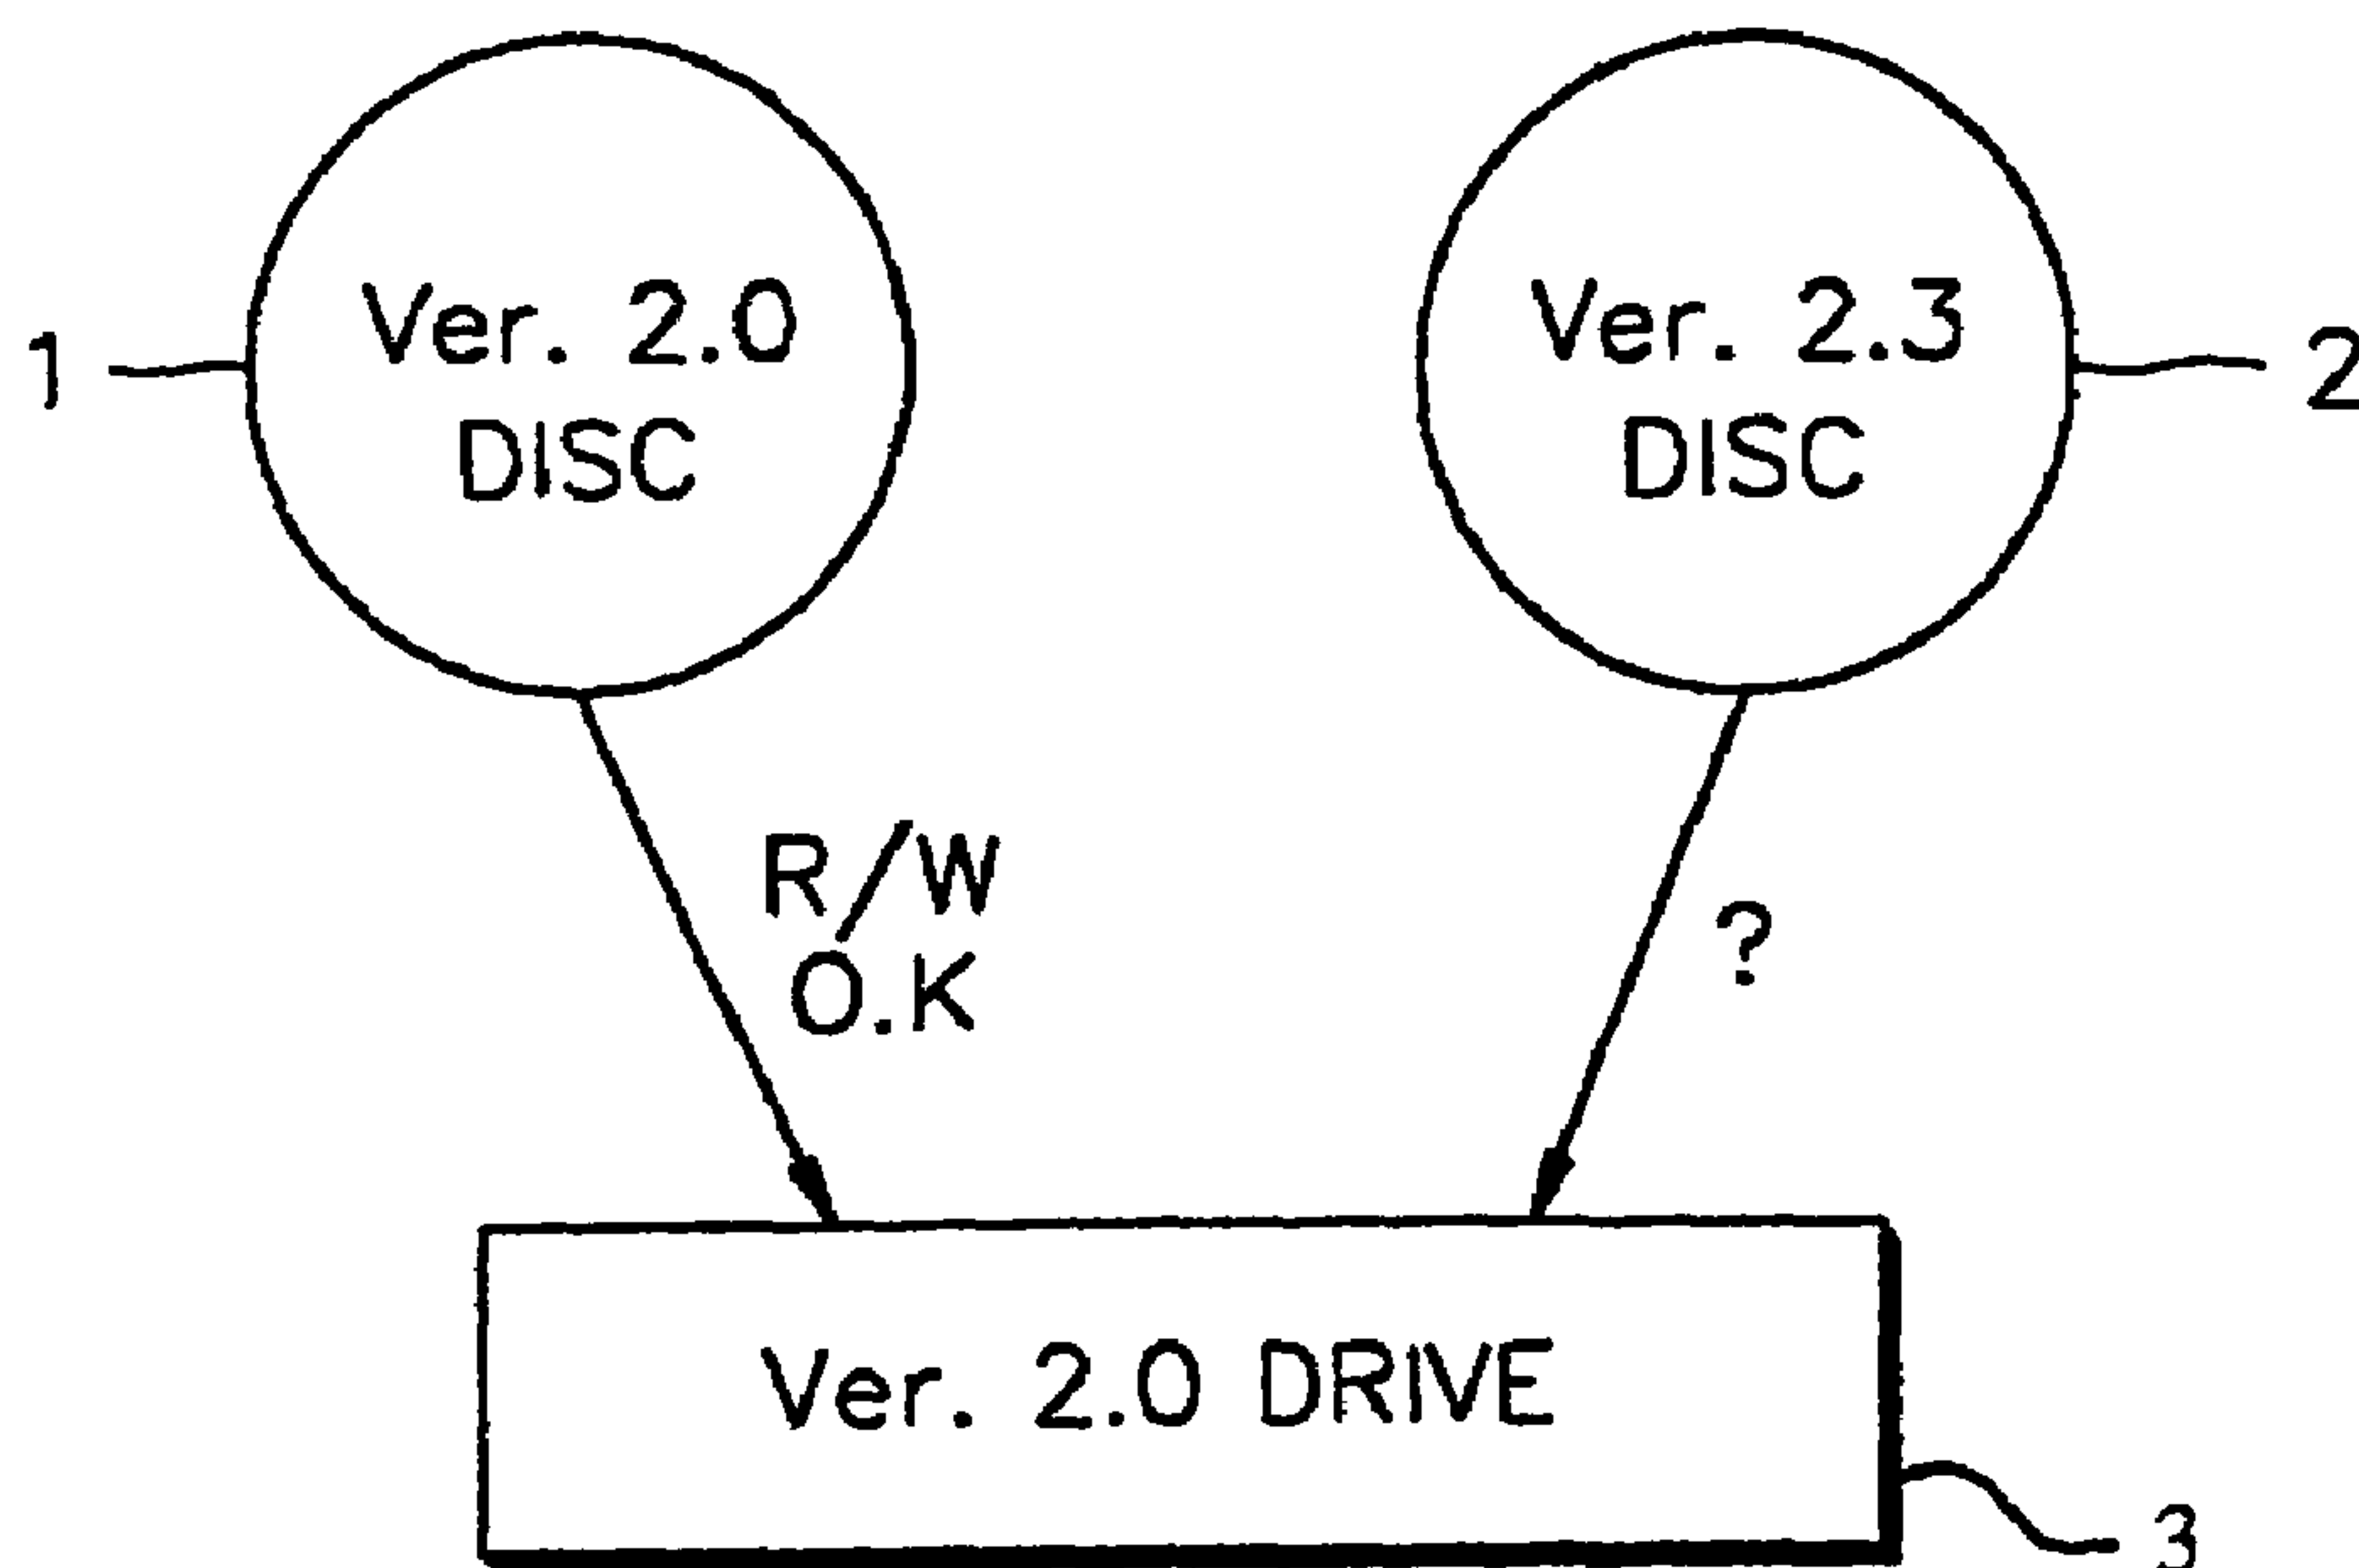 Ver. 2.0
DISC
1
Ver. 2.3
DISC
2
R/W
O.K
?
Ver. 2.0 DRIVE
3